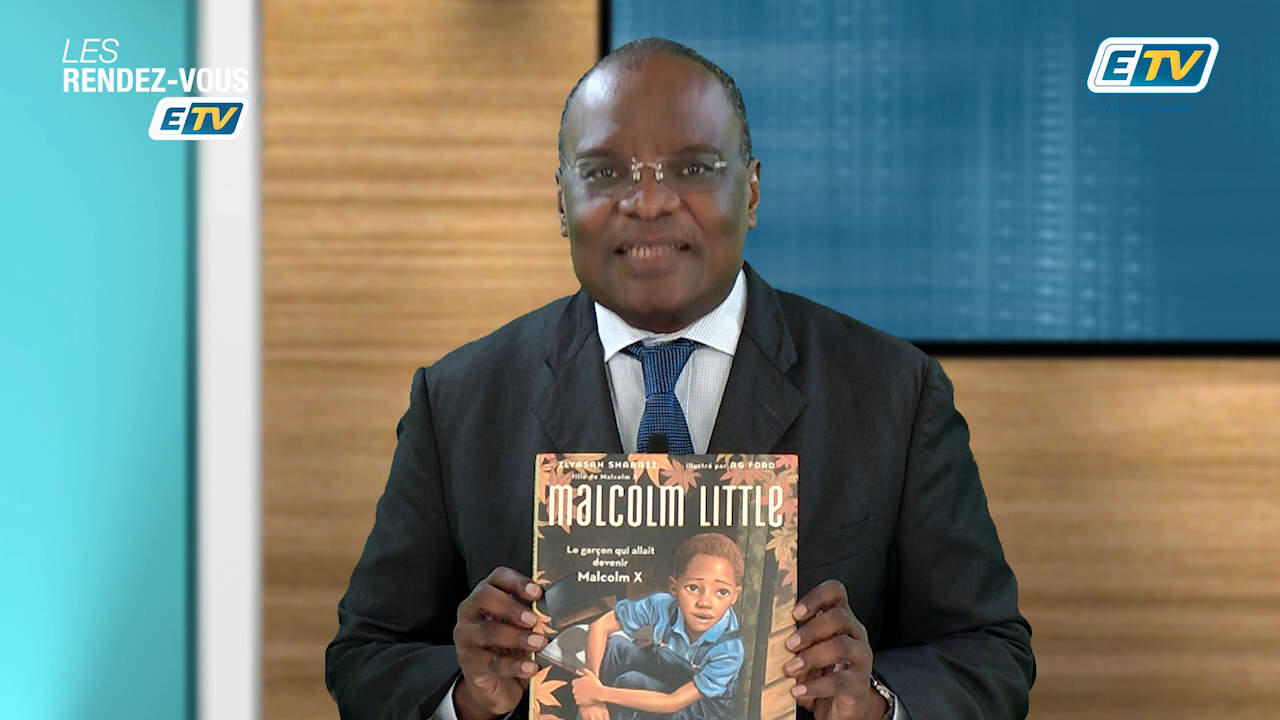 LES
RENDEZ-VOUS
ETV
ETV
ILYASAH SHABAZZ illustré par AG FORD
fille de Malcolm X
MALCOLM LITTLE
Le garçon qui allait
devenir
Malcolm X